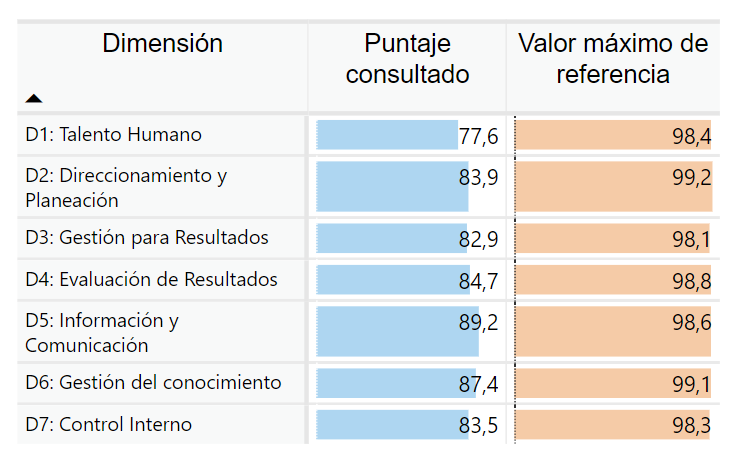 Dimensión
Puntaje
consultado
Valor máximo de
referencia
D1: Talento Humano 77,6 98,4
D2: Direccionamiento y
Planeación 83,9 99,2
D3: Gestión para Resultados 82,9 98,1
D4: Evaluación de Resultados 84,7 98,8
D5: Información y
Comunicación 89,2 98,6
D6: Gestión del conocimiento 87,4 99,1
D7: Control Interno 83,5 98,3